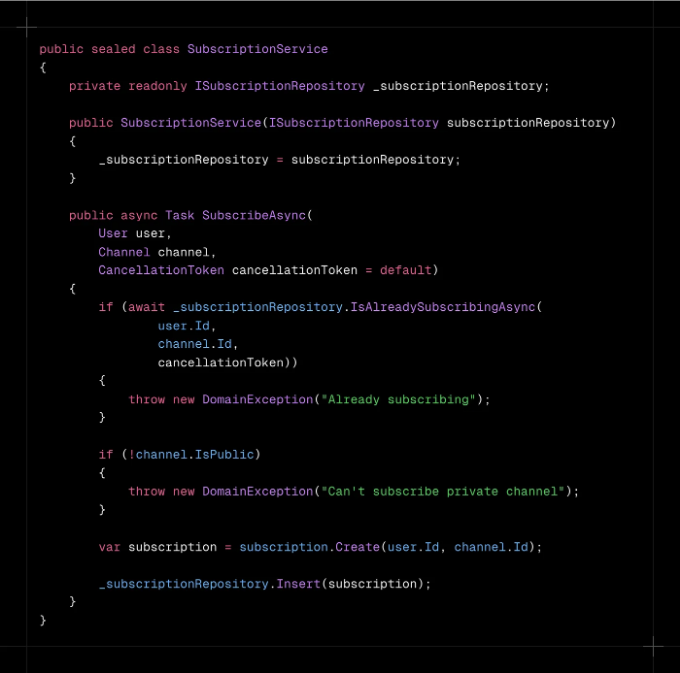 public sealed class SubscriptionService
{
    private readonly ISubscriptionRepository _subscriptionRepository;

    public SubscriptionService(ISubscriptionRepository subscriptionRepository)
    {
        _subscriptionRepository = subscriptionRepository;
    }

    public async Task SubscribeAsync(
        User user,
        Channel channel,
        CancellationToken cancellationToken = default)
    {
        if (await _subscriptionRepository.IsAlreadySubscribingAsync(
                user.Id,
                channel.Id,
                cancellationToken))
        {
            throw new DomainException("Already subscribing");
        }

        if (!channel.IsPublic)
        {
            throw new DomainException("Can't subscribe private channel");
        }

        var subscription = subscription.Create(user.Id, channel.Id);

        _subscriptionRepository.Insert(subscription);
    }
}